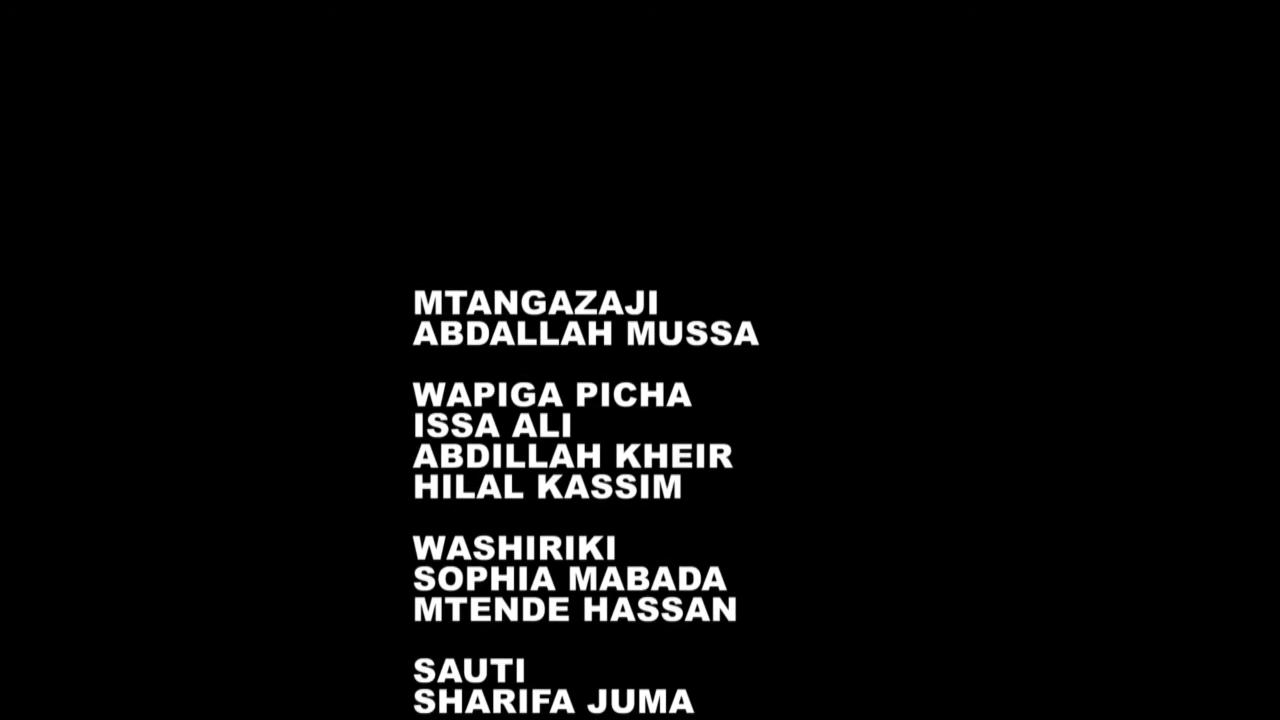 MTANGAZAJI
ABDALLAH MUSSA
WAPIGA PICHA
ISSA ALI
ABDILLAH KHEIR
HILAL KASSIM
WASHIRIKI
SOPHIA MABADA
MTENDE HASSAN
SAUTI
SHARIFA JUMA